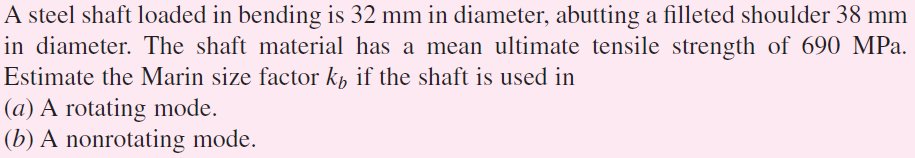 A steel shaft loaded in bending is 32 mm in diameter, abutting a filleted shoulder 38 mm
in diameter. The shaft material has a mean ultimate tensile strength of 690 MPa.
Estimate the Marin size factor k_b if the shaft is used in
(a) A rotating mode.
(b) A nonrotating mode.